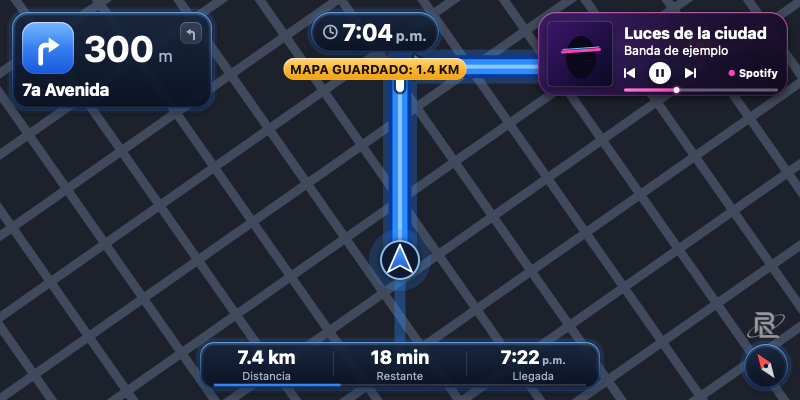 300 m
7a Avenida
7:04 p.m.
MAPA GUARDADO: 1.4 KM
Luces de la ciudad
Banda de ejemplo
Spotify
7.4 km
Distancia
18 min
Restante
7:22 p.m.
Llegada